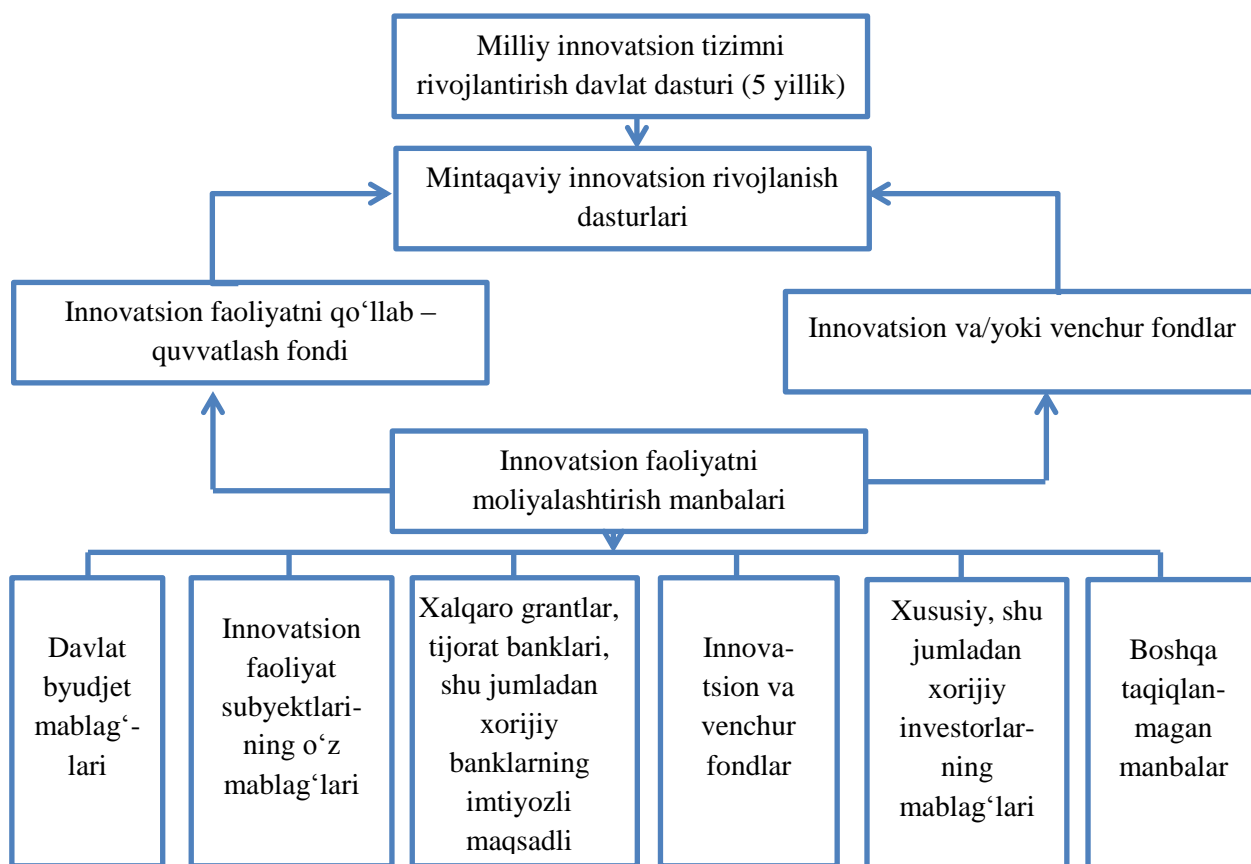 Milliy innovatsion tizimni
rivojlantirish davlat dasturi (5 yillik)
Mintaqaviy innovatsion rivojlanish
dasturlari
Innovatsion faoliyatni qo‘llab –
quvvatlash fondi
Innovatsion va/yoki venchur fondlar
Innovatsion faoliyatni
moliyalashtirish manbalari
Davlat
byudjet
mablag‘-
lari
Innovatsion
faoliyat
subyektlari-
ning o‘z
mablag‘lari
Xalqaro grantlar,
tijorat banklari,
shu jumladan
xorijiy
banklarning
imtiyozli
maqsadli
Innova-
tsion va
venchur
fondlar
Xususiy, shu
jumladan
xorijiy
investorlar-
ning
mablag‘lari
Boshqa
taqiqlan-
magan
manbalar